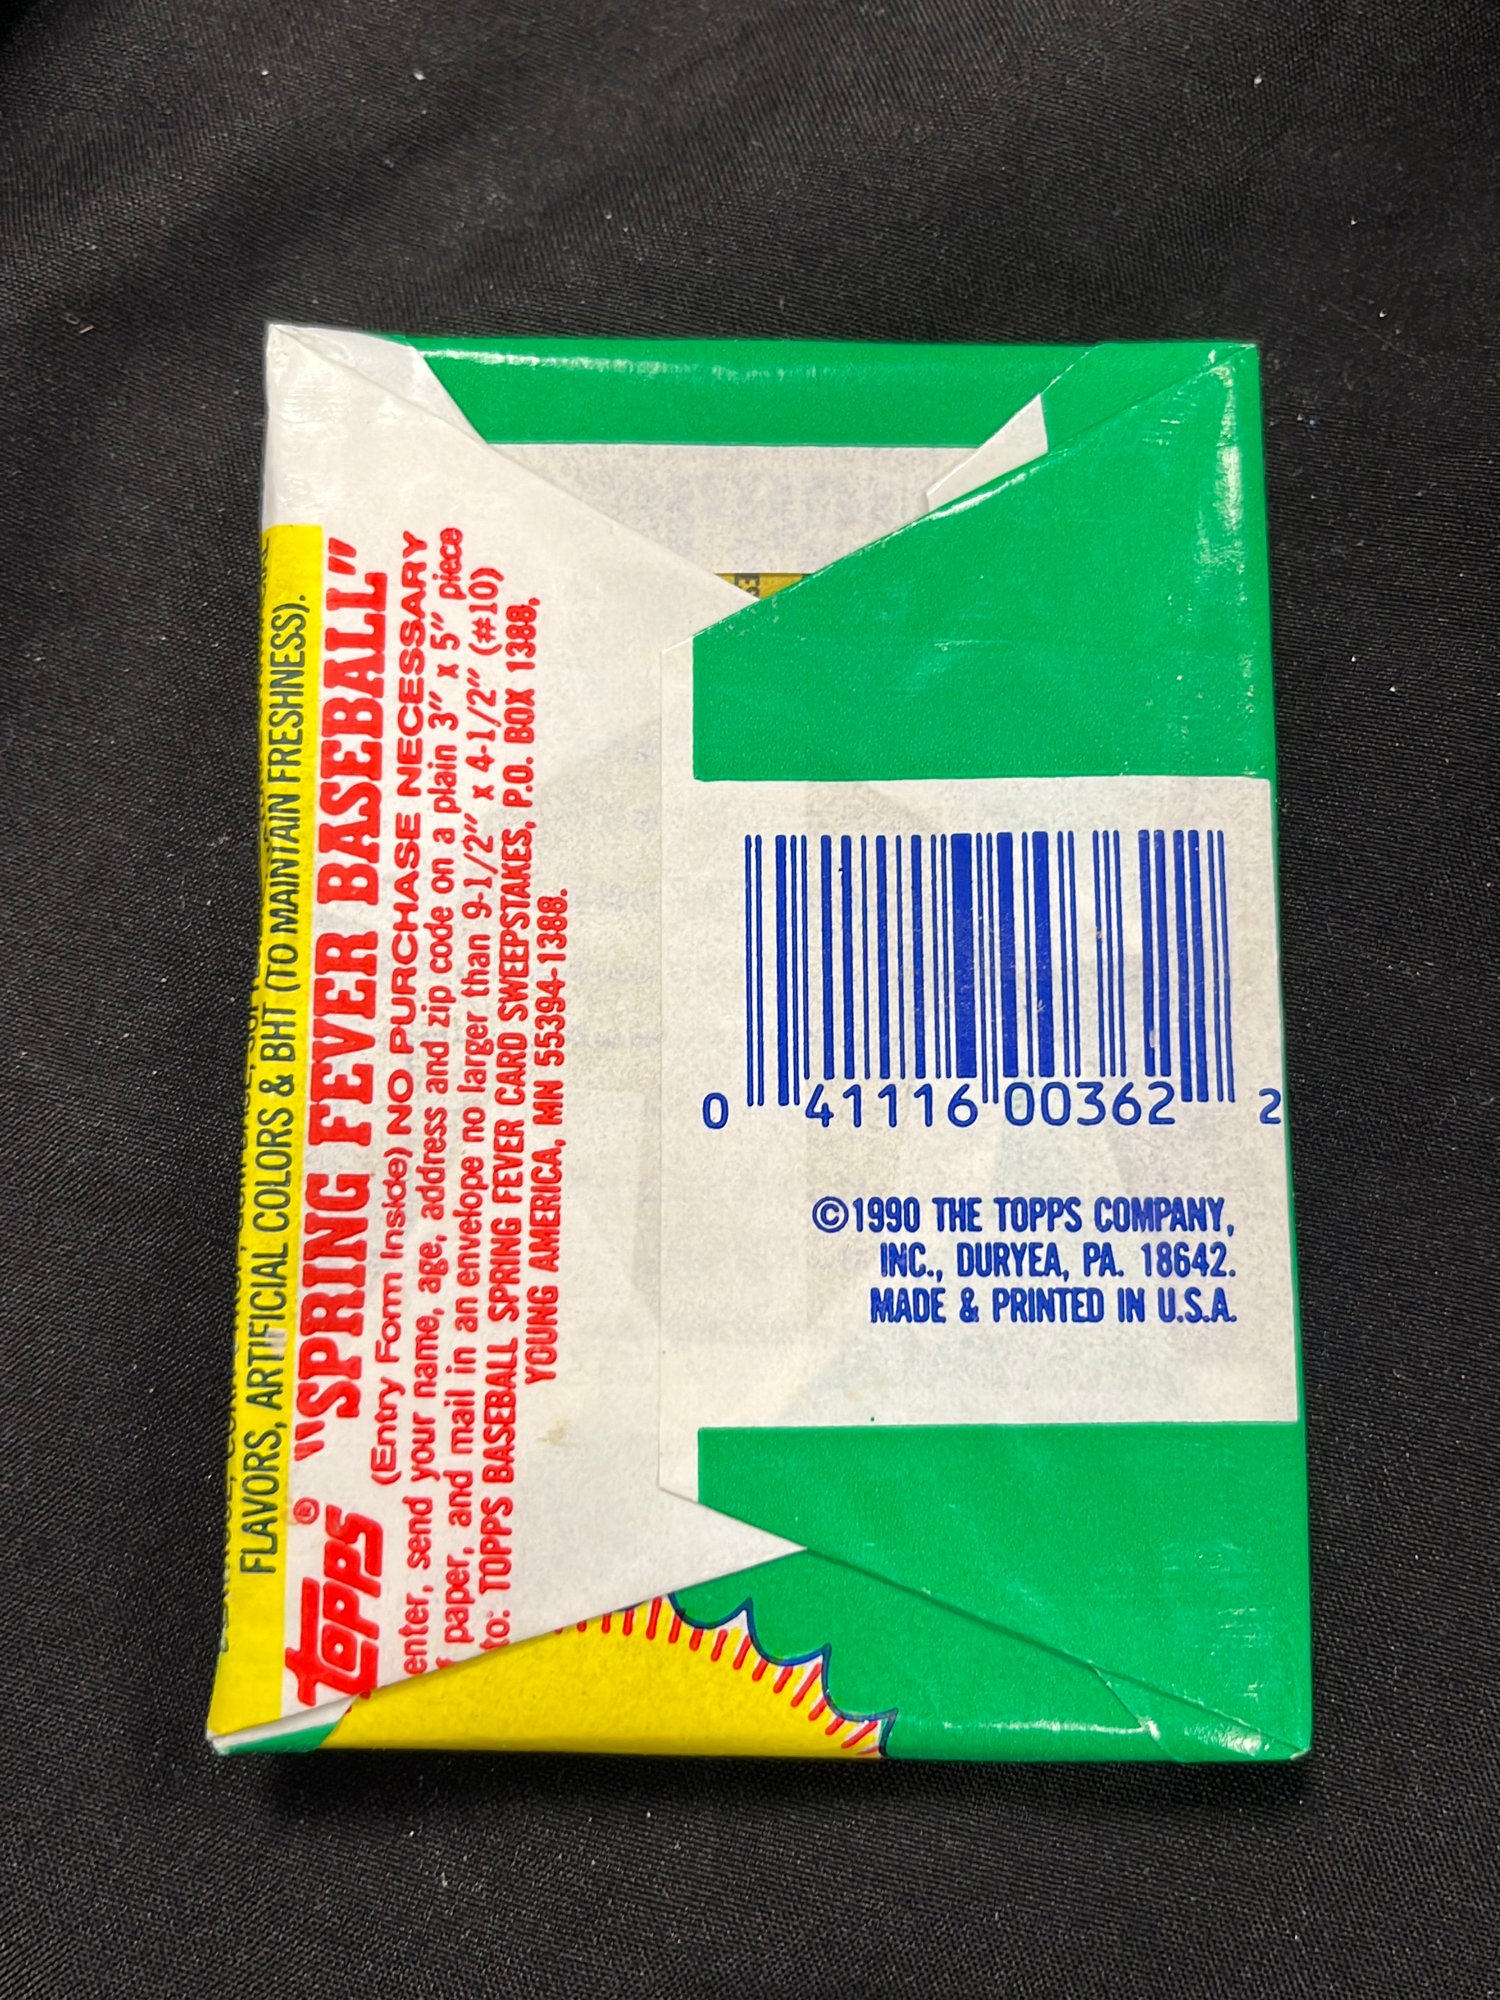 FLAVORS, ARTIFICIAL COLORS & BHT (TO MAINTAIN FRESHNESS).
Topps® "SPRING FEVER BASEBALL"
(Entry Form Inside) NO PURCHASE NECESSARY
enter, send your name, age, address and zip code on a plain 3" x 5" piece
paper, and mail in an envelope no larger than 9-1/2" x 4-1/2" (#10)
to: TOPPS BASEBALL SPRING FEVER CARD SWEEPSTAKES, P.O. BOX 1388,
YOUNG AMERICA, MN 55394-1388.
0 41116 00362 2
©1990 THE TOPPS COMPANY,
INC., DURYEA, PA. 18642.
MADE & PRINTED IN U.S.A.